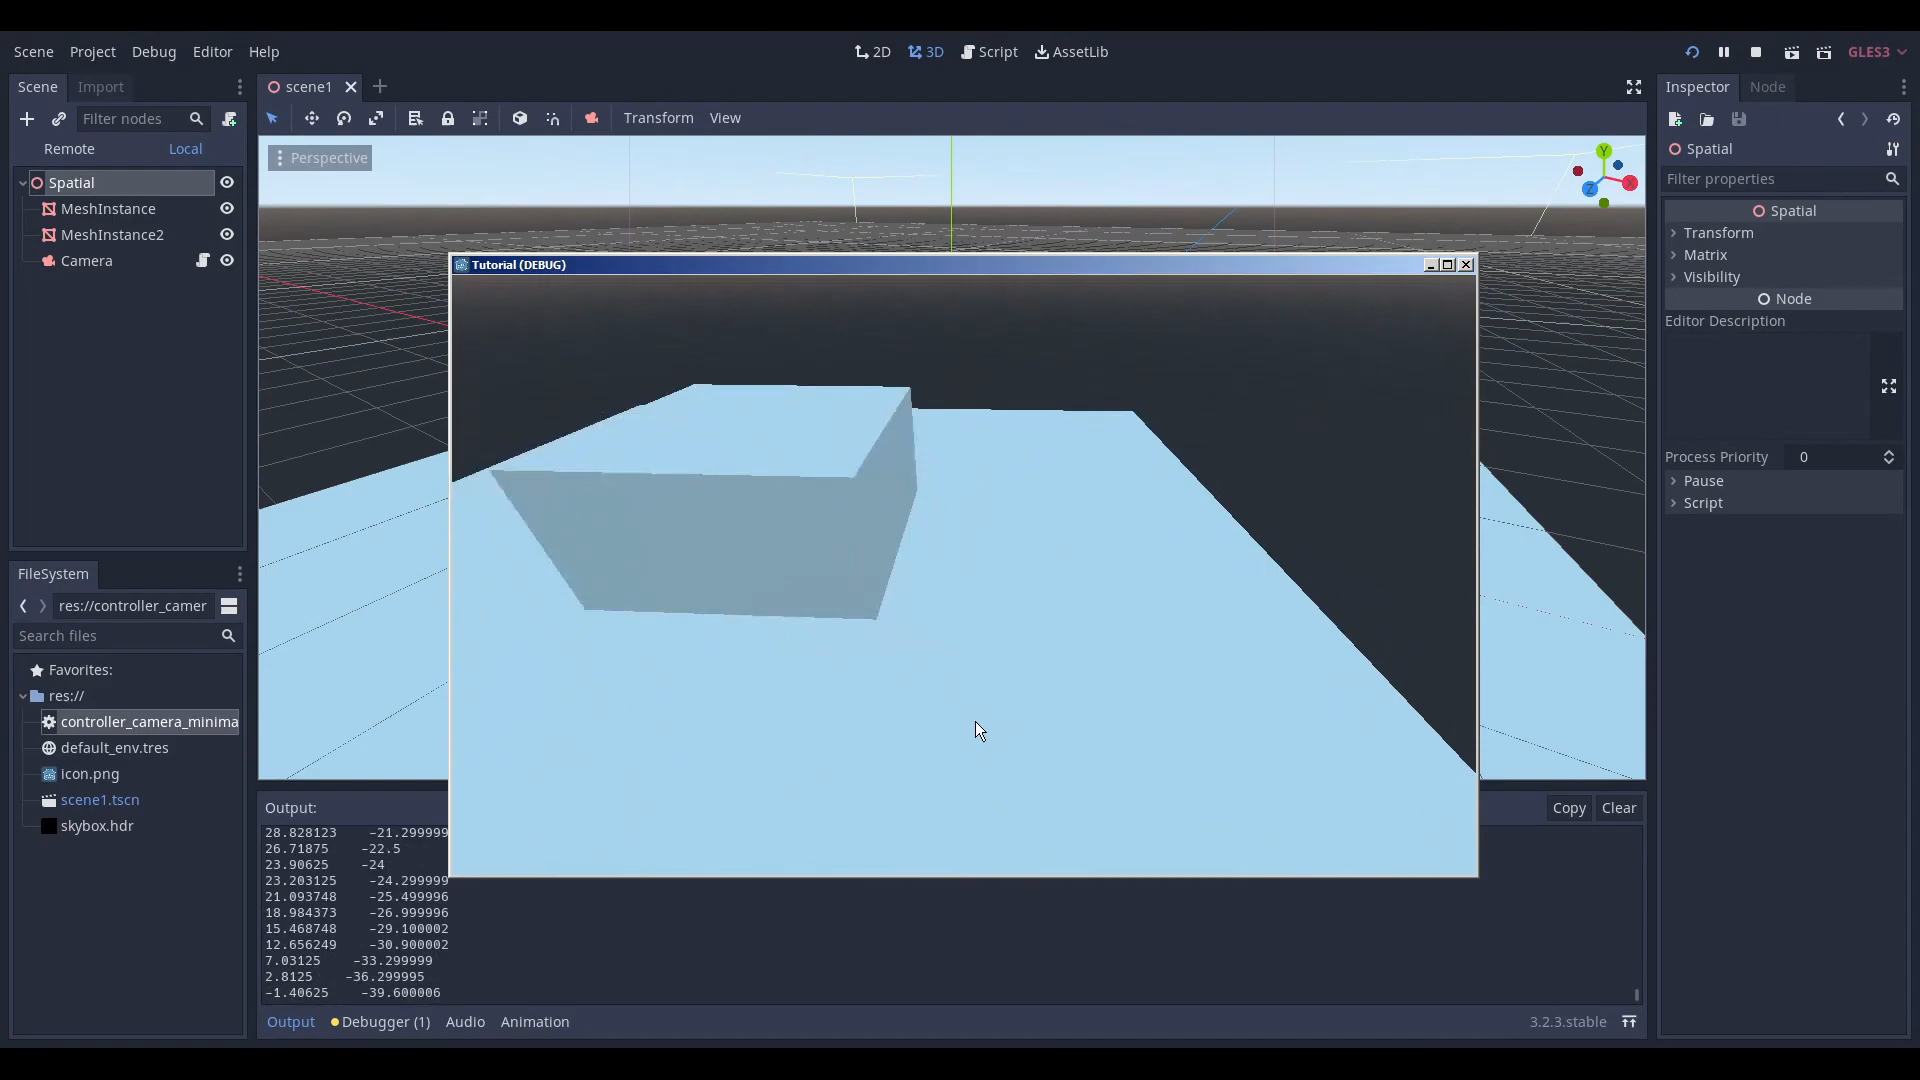 Scene Project Debug Editor Help
2D 3D Script AssetLib
GLES3
Scene Import
Filter nodes
Remote Local
Spatial
MeshInstance
MeshInstance2
Camera
FileSystem
res://controller_camer
Search files
Favorites:
res://
controller_camera_minima
default_env.tres
icon.png
scene1.tscn
skybox.hdr
scene1
Transform View
Perspective
Y
X
Z
Tutorial (DEBUG)
Output:
Copy Clear
28.828123 -21.299999
26.71875 -22.5
23.90625 -24
23.203125 -24.299999
21.093748 -25.499996
18.984373 -26.999996
15.468748 -29.100002
12.656249 -30.900002
7.03125 -33.299999
2.8125 -36.299995
-1.40625 -39.600006
Output Debugger (1) Audio Animation
3.2.3.stable
Inspector Node
Spatial
Filter properties
Spatial
Transform
Matrix
Visibility
Node
Editor Description
Process Priority 0
Pause
Script